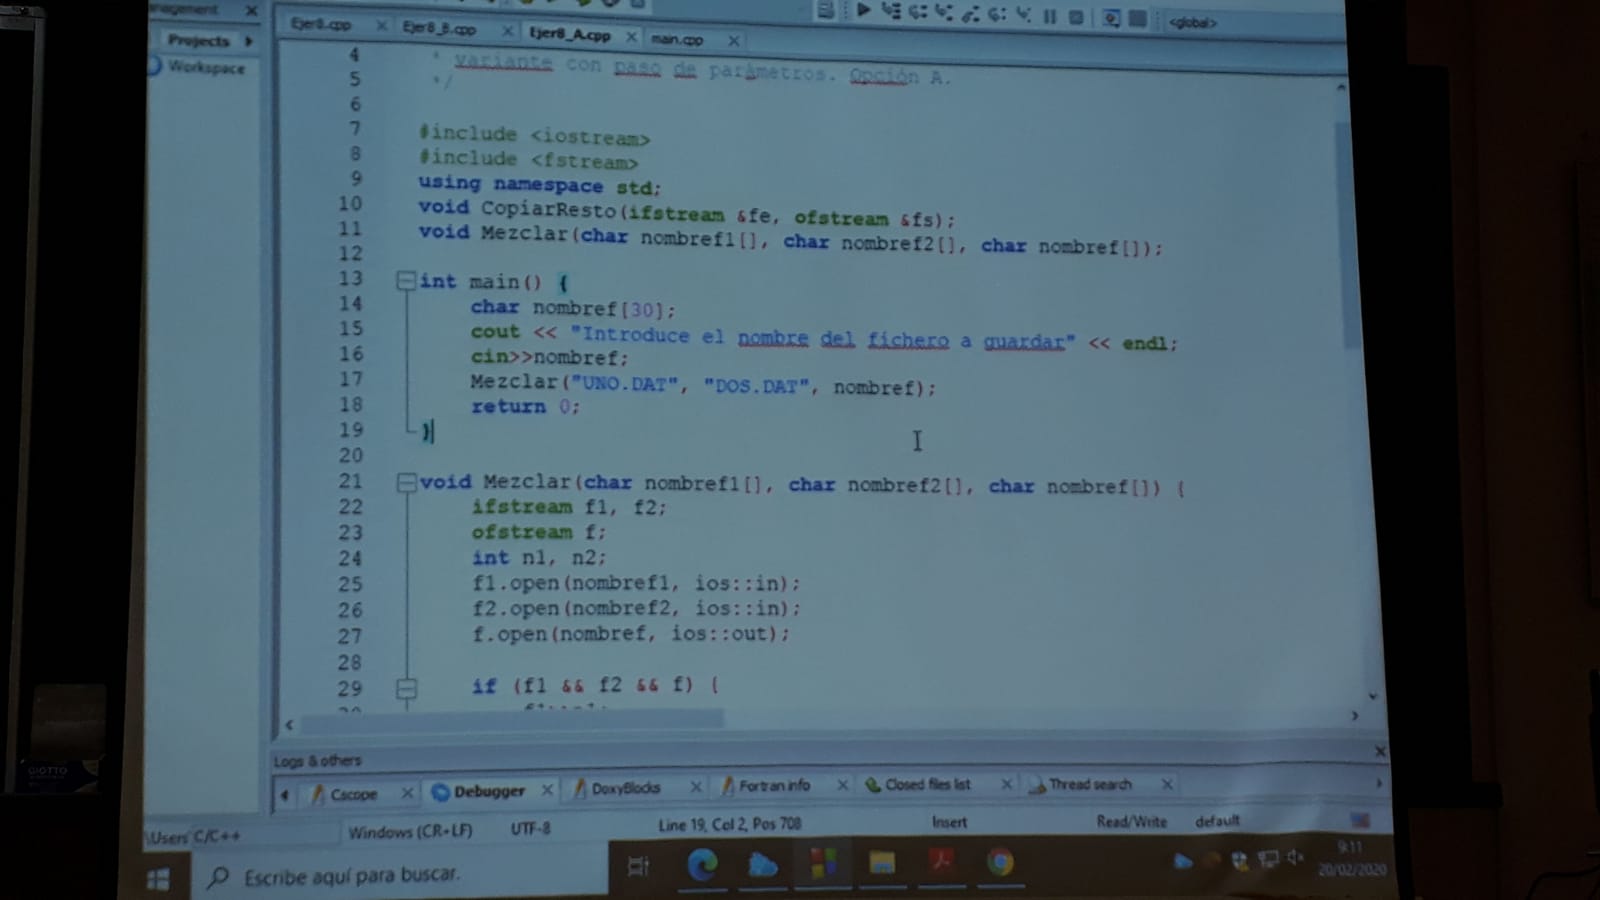 Projects
Workspace
Ejer8.cpp Ejer8_B.cpp Ejer8_A.cpp main.cpp
<global>
4 * variante con paso de parámetros. Opción A.
5 */
6
7 #include <iostream>
8 #include <fstream>
9 using namespace std;
10 void CopiarResto(ifstream &fe, ofstream &fs);
11 void Mezclar(char nombref1[], char nombref2[], char nombref[]);
12
13 int main() {
14 char nombref[30];
15 cout << "Introduce el nombre del fichero a guardar" << endl;
16 cin>>nombref;
17 Mezclar("UNO.DAT", "DOS.DAT", nombref);
18 return 0;
19 }
20
21 void Mezclar(char nombref1[], char nombref2[], char nombref[]) {
22 ifstream f1, f2;
23 ofstream f;
24 int n1, n2;
25 f1.open(nombref1, ios::in);
26 f2.open(nombref2, ios::in);
27 f.open(nombref, ios::out);
28
29 if (f1 && f2 && f) {
Logs & others
Cscope Debugger DoxyBlocks Fortran info Closed files list Thread search
\Users C/C++ Windows (CR+LF) UTF-8 Line 19, Col 2, Pos 708 Insert Read/Write default
Escribe aquí para buscar.
9:11
20/02/2020
GIOTTO